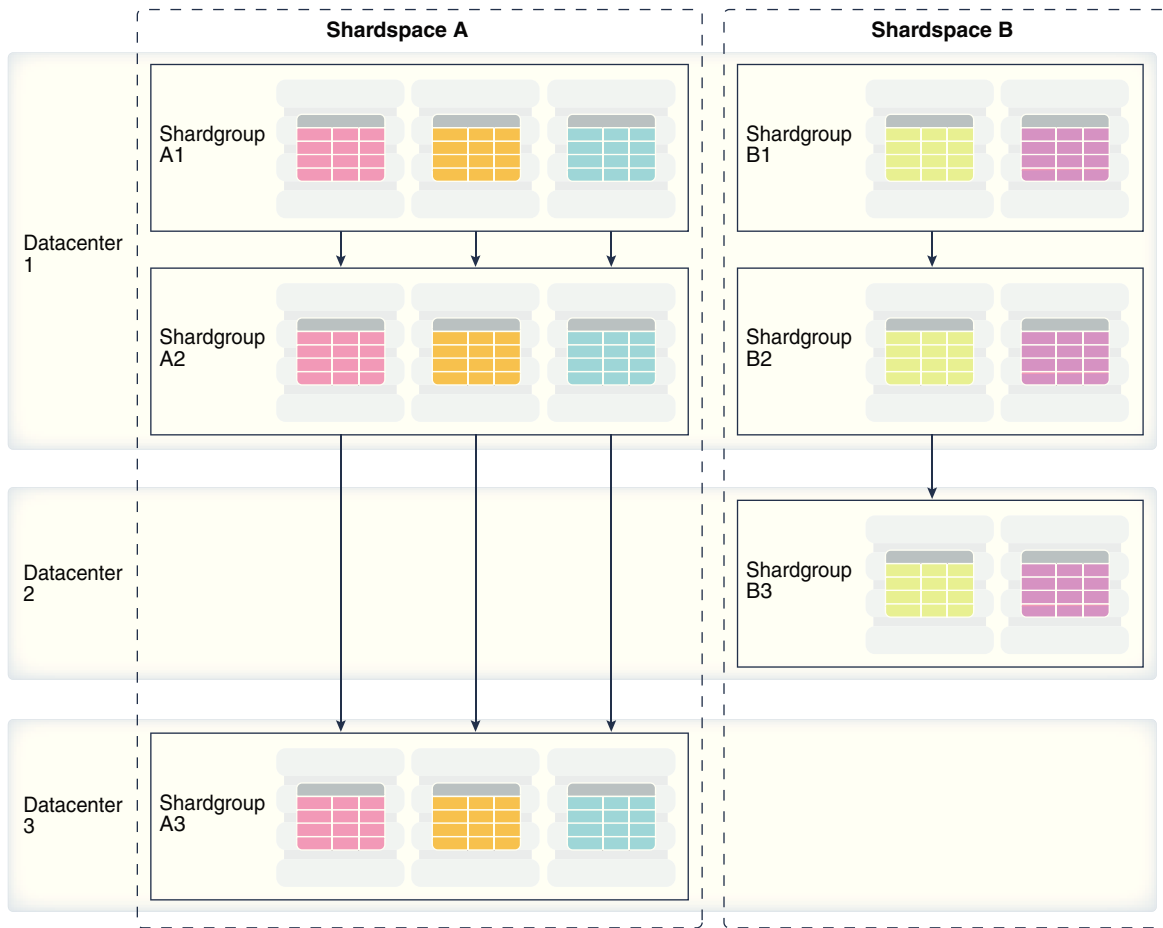 Shardspace A
Shardspace B
Shardgroup
A1
Shardgroup
B1
Datacenter
1
Shardgroup
A2
Shardgroup
B2
Datacenter
2
Shardgroup
B3
Datacenter
3
Shardgroup
A3